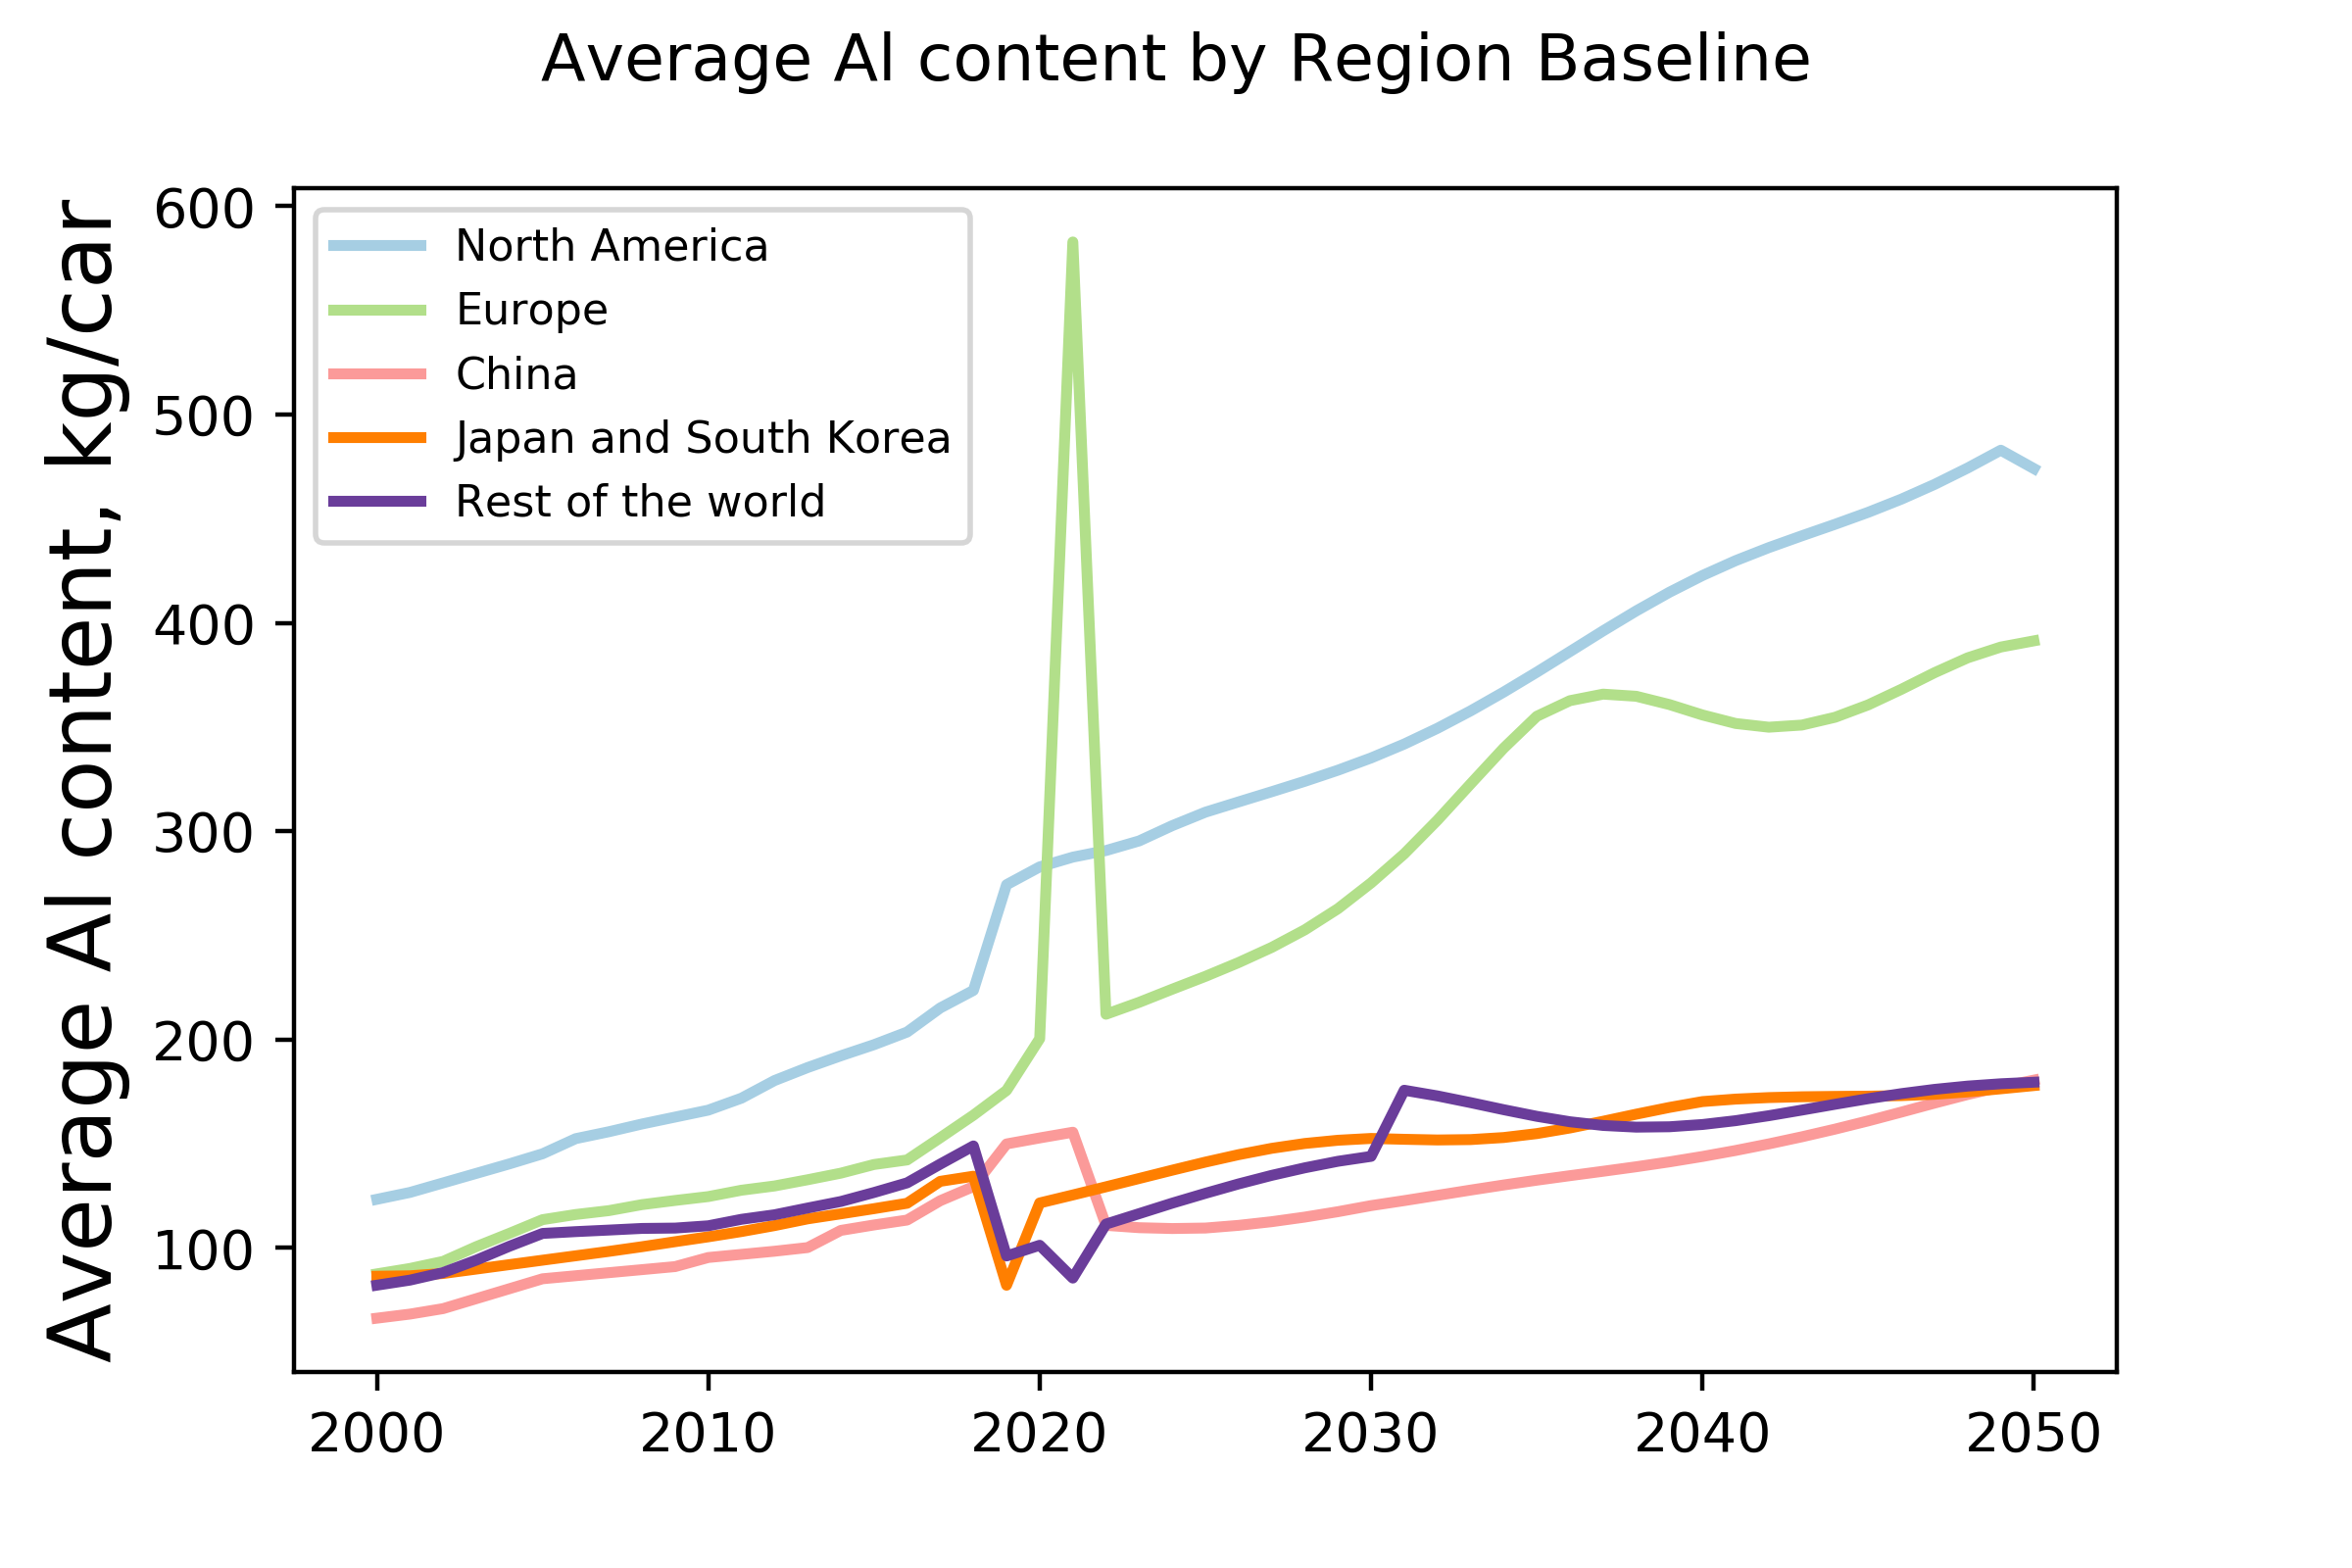 Average Al content by Region Baseline
Average Al content, kg/car
600
500
400
300
200
100
North America
Europe
China
Japan and South Korea
Rest of the world
2000 2010 2020 2030 2040 2050